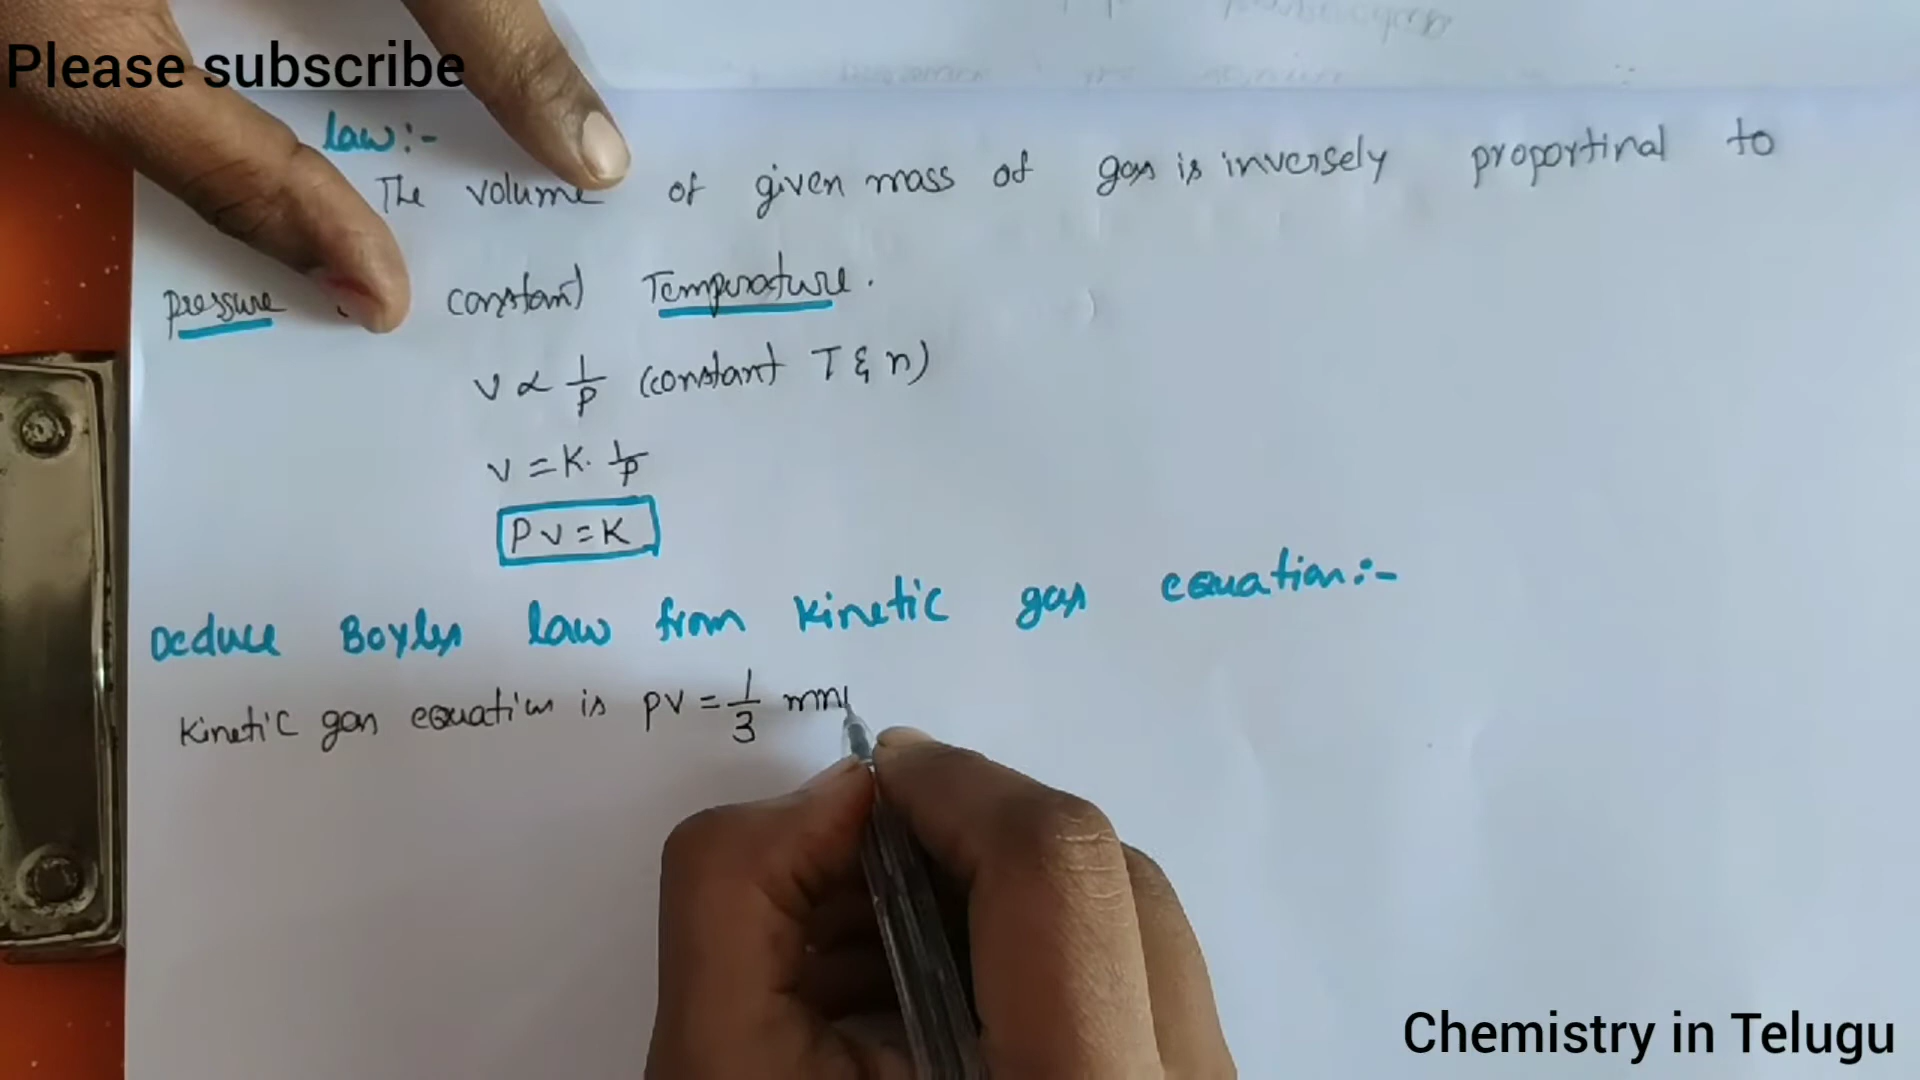 Please subscribe
law:-
The volume of given mass of gas is inversely proportinal to
pressure constant Temperature.
V ∝ 1/P (constant T & n)
V = K. 1/P
PV = K
Deduce Boyles law from kinetic gas equation:-
Kinetic gas equation is PV = 1/3 mn
Chemistry in Telugu